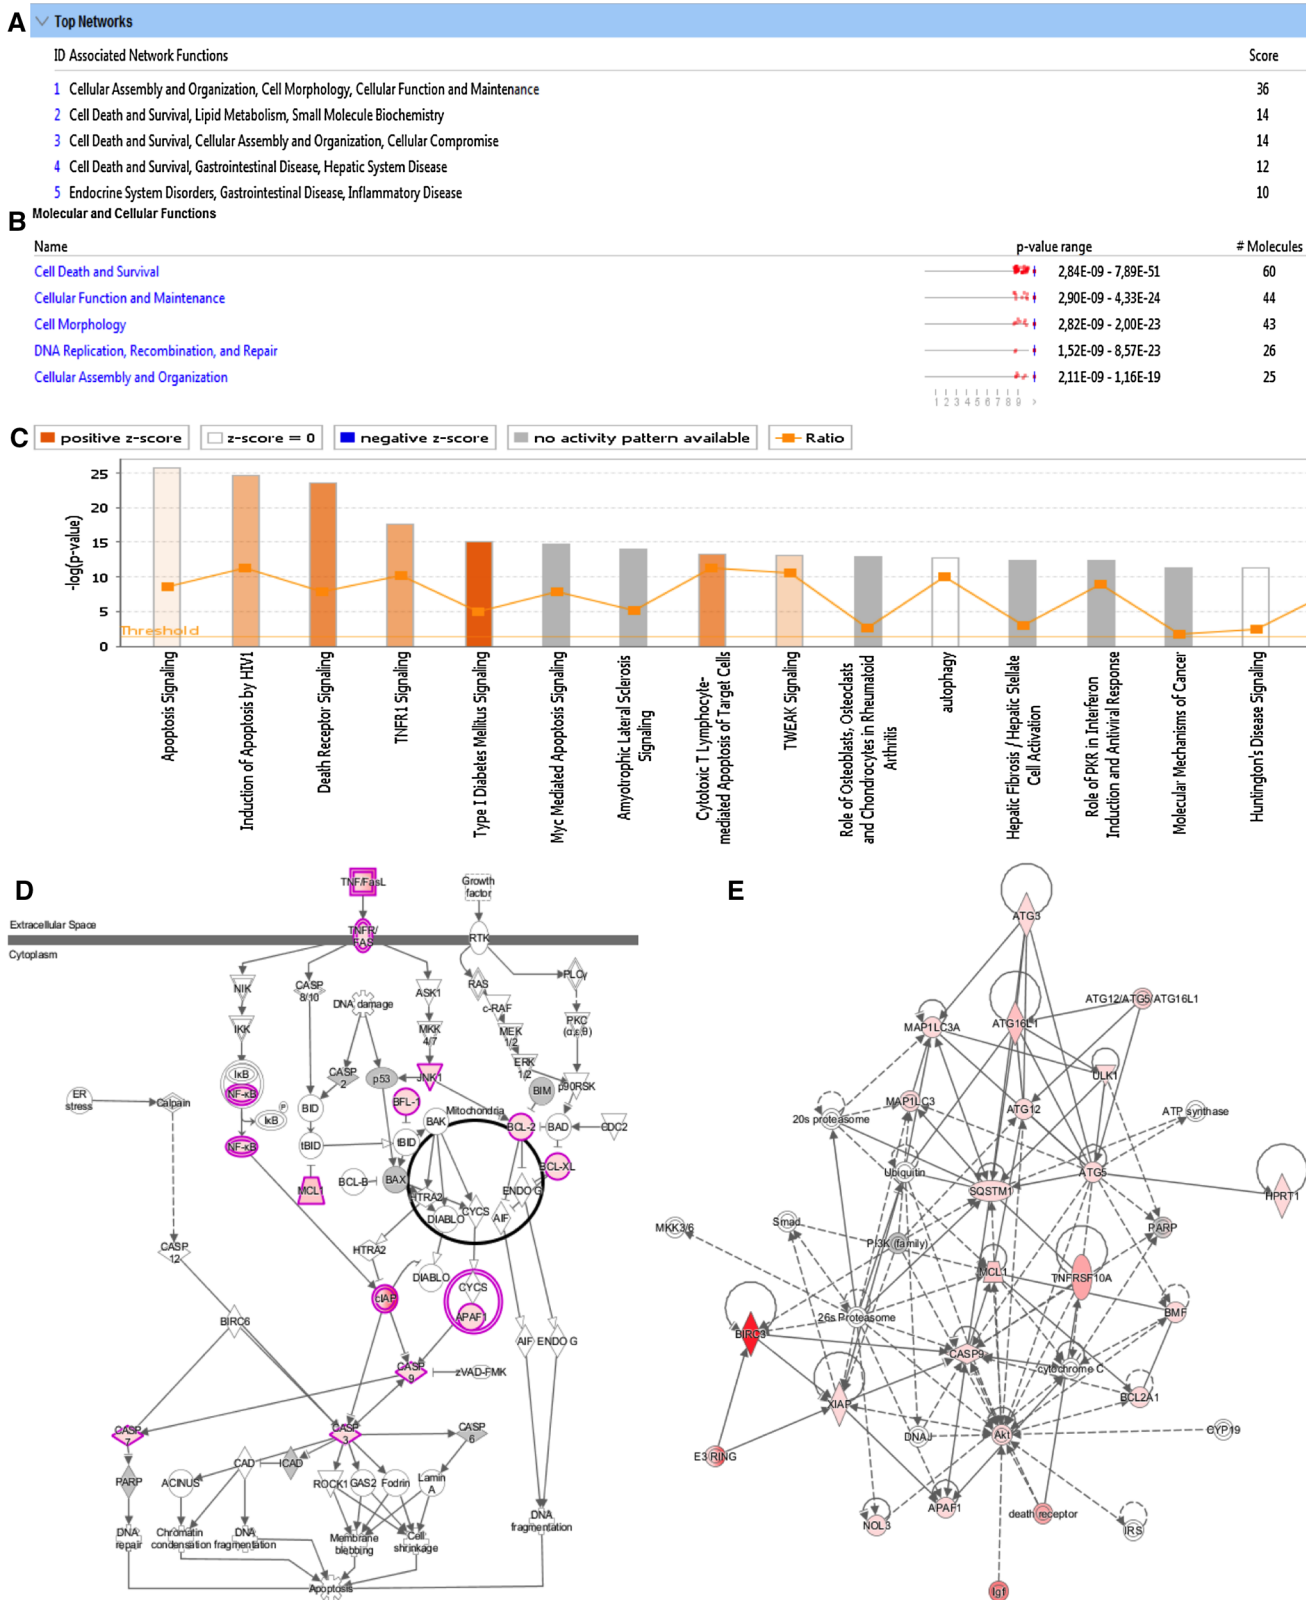 A
Top Networks
ID Associated Network Functions Score
1 Cellular Assembly and Organization, Cell Morphology, Cellular Function and Maintenance 36
2 Cell Death and Survival, Lipid Metabolism, Small Molecule Biochemistry 14
3 Cell Death and Survival, Cellular Assembly and Organization, Cellular Compromise 14
4 Cell Death and Survival, Gastrointestinal Disease, Hepatic System Disease 12
5 Endocrine System Disorders, Gastrointestinal Disease, Inflammatory Disease 10
B
Molecular and Cellular Functions
Name p-value range # Molecules
Cell Death and Survival 2,84E-09 - 7,89E-51 60
Cellular Function and Maintenance 2,90E-09 - 4,33E-24 44
Cell Morphology 2,82E-09 - 2,00E-23 43
DNA Replication, Recombination, and Repair 1,52E-09 - 8,57E-23 26
Cellular Assembly and Organization 2,11E-09 - 1,16E-19 25
1 2 3 4 5 6 7 8 9 >
C
positive z-score z-score = 0 negative z-score no activity pattern available Ratio
-log(p-value)
25
20
15
10
5
0
Threshold
Apoptosis Signaling
Induction of Apoptosis by HIV1
Death Receptor Signaling
TNFR1 Signaling
Type I Diabetes Mellitus Signaling
Myc Mediated Apoptosis Signaling
Amyotrophic Lateral Sclerosis
Signaling
Cytotoxic T Lymphocyte-
mediated Apoptosis of Target Cells
TWEAK Signaling
Role of Osteoblasts, Osteoclasts
and Chondrocytes in Rheumatoid
Arthritis
autophagy
Hepatic Fibrosis / Hepatic Stellate
Cell Activation
Role of PKR in Interferon
Induction and Antiviral Response
Molecular Mechanisms of Cancer
Huntington's Disease Signaling
D
TNF/FasL
Growth
factor
Extracellular Space
Cytoplasm
TNFR/
FAS
RTK
NIK
CASP
8/10
DNA damage
ASK1
RAS
PLCγ
c-RAF
IKK
MKK
4/7
MEK
1/2
PKC
(α,ε,θ)
IκB
NF-κB
CASP
2
p53
JNK1
ERK
1/2
BIM
p90RSK
ER
stress
Calpain
P
IκB
BID
BFL-1
BAK
Mitochondria
BCL-2
BAD
CDC2
NF-κB
tBID
tBID
BCL-XL
MCL1
BCL-B
BAX
HTRA2
DIABLO
CYCS
AIF
ENDO G
CASP
12
HTRA2
DIABLO
CYCS
APAF1
cIAP
BIRC6
AIF
ENDO G
CASP
9
zVAD-FMK
CASP
7
CASP
3
CASP
6
PARP
ACINUS
CAD
ICAD
ROCK1
GAS2
Fodrin
Lamin
A
DNA
repair
Chromatin
condensation
DNA
fragmentation
Membrane
blebbing
Cell
shrinkage
DNA
fragmentation
Apoptosis
E
ATG3
ATG12/ATG5/ATG16L1
MAP1LC3A
ATG16L1
ULK1
MAP1LC3
ATG12
20s proteasome
ATP synthase
Ubiquitin
ATG5
SQSTM1
HPRT1
MKK3/6
Smad
PI3K (family)
PARP
MCL1
TNFRSF10A
BIRC3
26s Proteasome
BMF
CASP9
cytochrome C
XIAP
BCL2A1
DNAJ
Akt
CYP19
E3 RING
NOL3
APAF1
death receptor
IRS
Igf